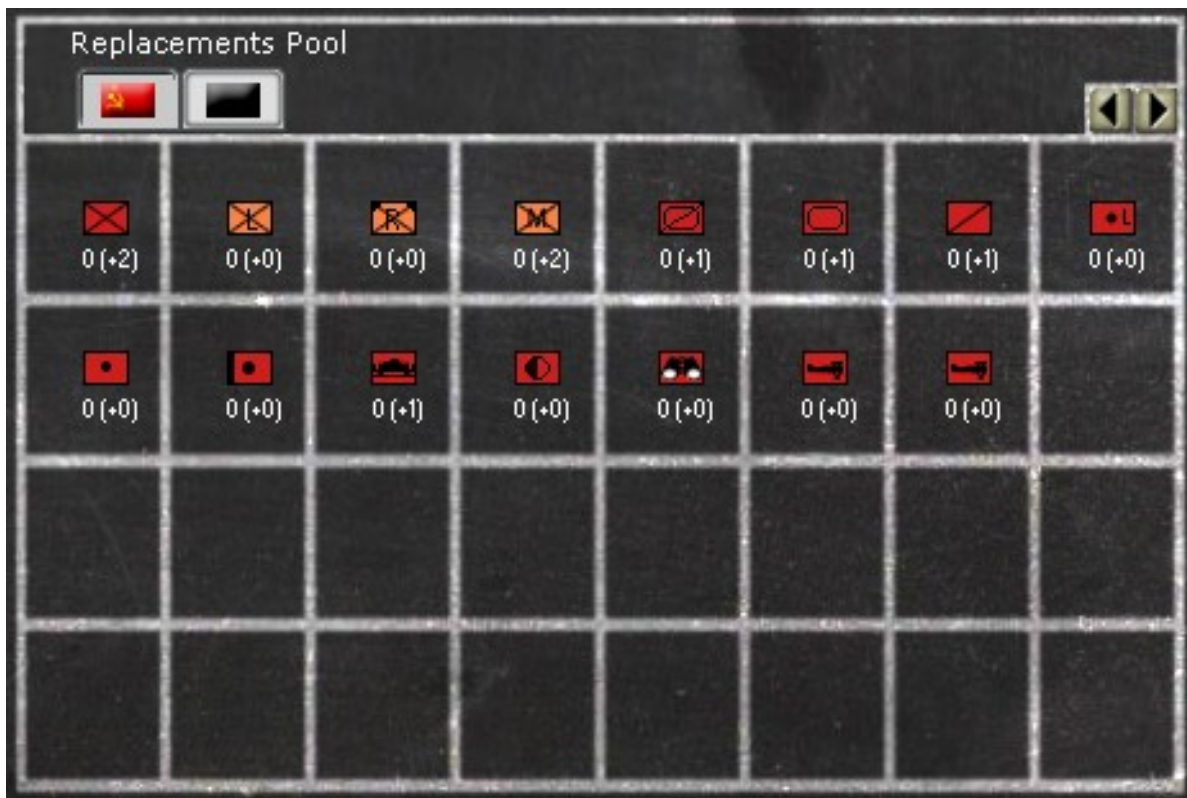 Replacements Pool
L R M L
0 (+2) 0 (+0) 0 (+0) 0 (+2) 0 (+1) 0 (+1) 0 (+1) 0 (+0)
0 (+0) 0 (+0) 0 (+1) 0 (+0) 0 (+0) 0 (+0) 0 (+0)